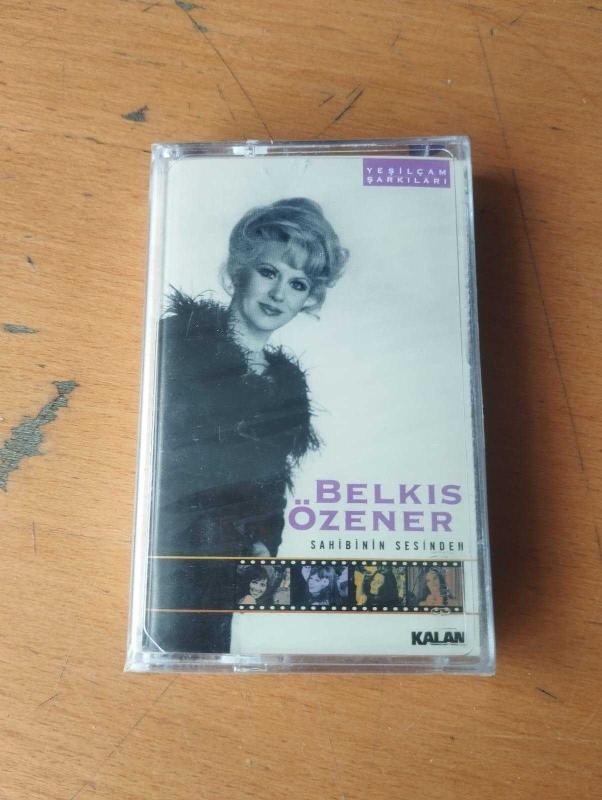 YEŞİLÇAM
ŞARKILARI
BELKIS
ÖZENER
SAHİBİNİN SESİNDEN
KALAN